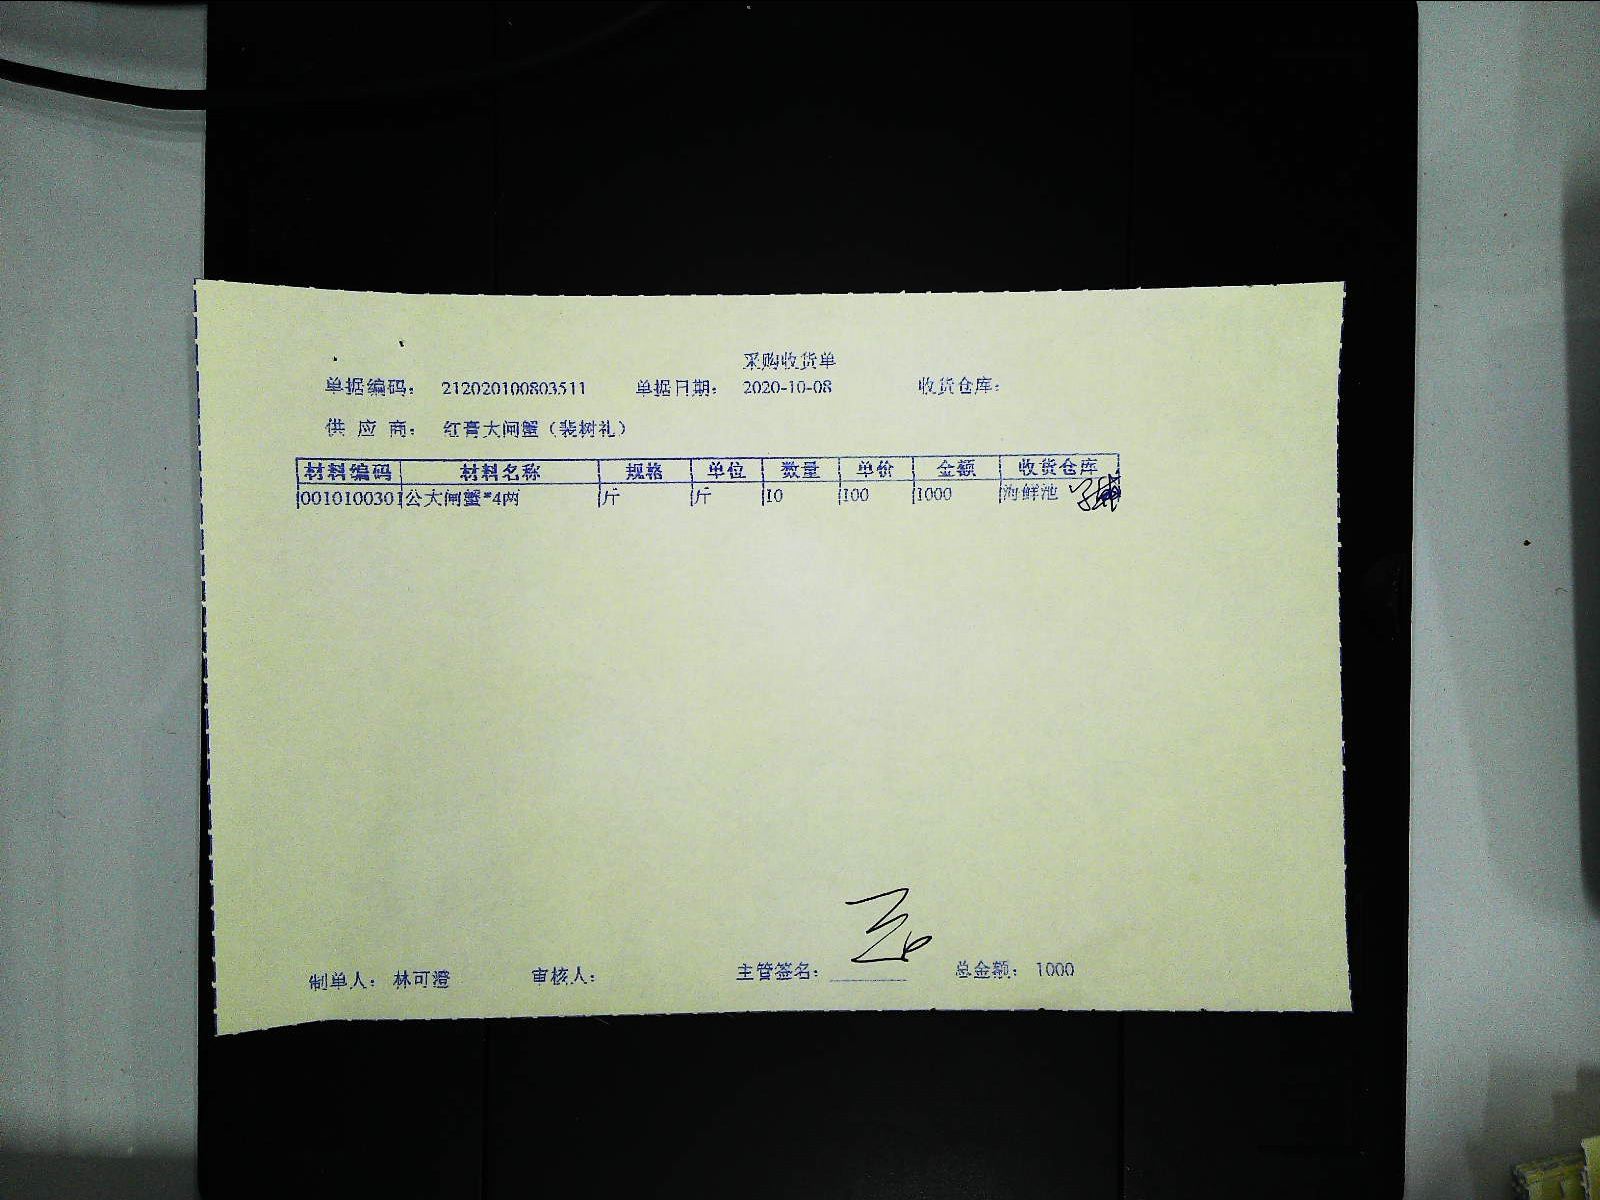 采购收货单
单据编码： 212020100803511 单据日期： 2020-10-08 收货仓库：
供 应 商： 红膏大闸蟹（裴树礼）
材料编码 材料名称 规格 单位 数量 单价 金额 收货仓库
0010100301 公大闸蟹*4两 斤 斤 10 100 1000 海鲜池
制单人： 林可澄 审核人： 主管签名： 总金额： 1000